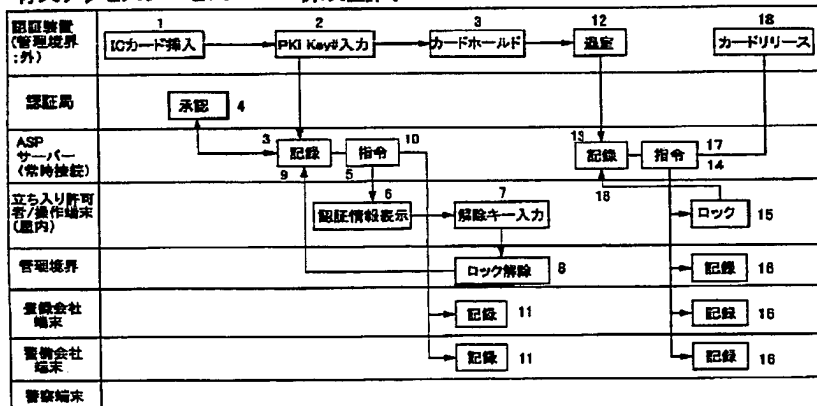 1
2
3
12
18
認証装置
(管理境界
:外)
ICカード挿入
PKI Key#入力
カードホールド
退室
カードリリース
認証局
承認
4
ASP
サーバー
(常時接続)
3
記録
9
指令
5
10
13
記録
指令
17
14
18
立ち入り許可
者/操作端末
(屋内)
6
認証情報表示
7
解除キー入力
ロック
15
管理境界
ロック解除
8
記録
16
登録会社
端末
記録
11
記録
16
警備会社
端末
記録
11
記録
16
警察端末